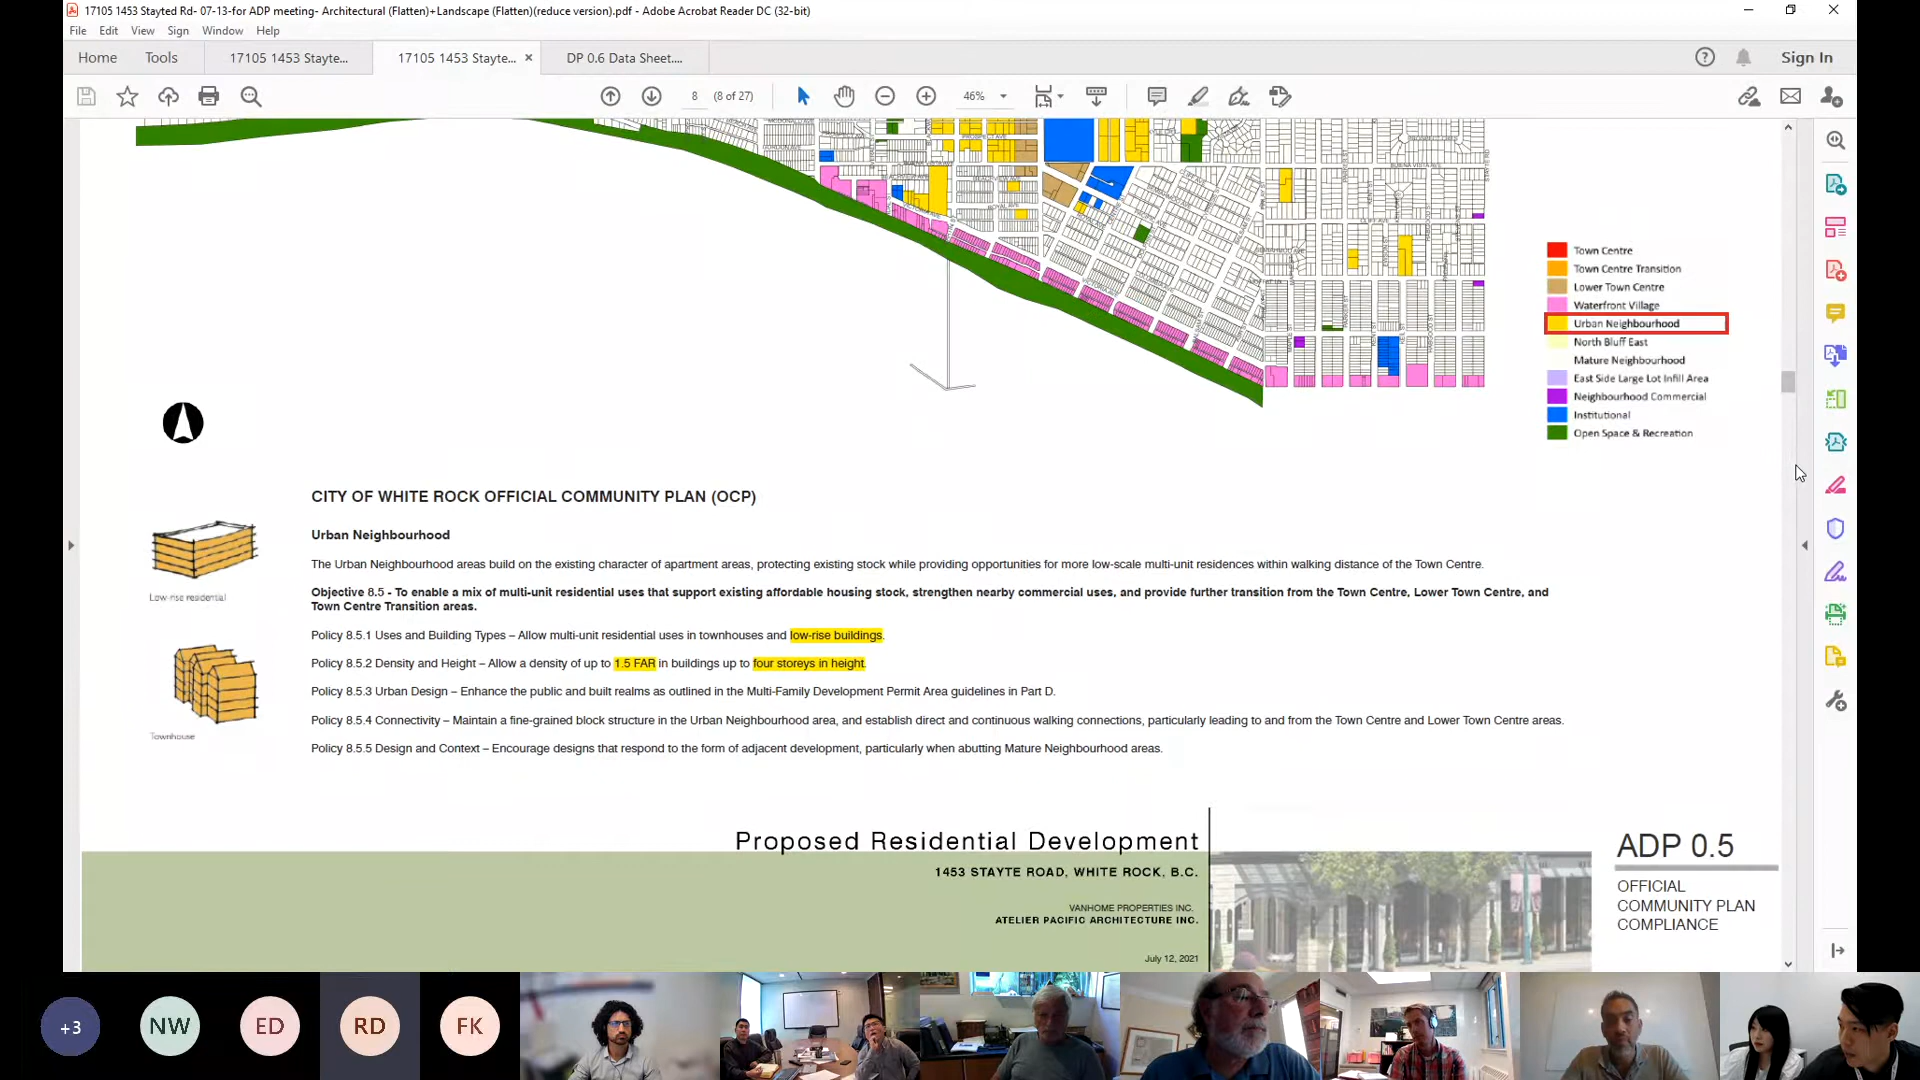 17105 1453 Stayted Rd- 07-13-for ADP meeting- Architectural (Flatten)+Landscape (Flatten)(reduce version).pdf - Adobe Acrobat Reader DC (32-bit)
File Edit View Sign Window Help
Home Tools 17105 1453 Stayte... 17105 1453 Stayte... × DP 0.6 Data Sheet.... Sign In
8 (8 of 27) 46%
Town Centre
Town Centre Transition
Lower Town Centre
Waterfront Village
Urban Neighbourhood
North Bluff East
Mature Neighbourhood
East Side Large Lot Infill Area
Neighbourhood Commercial
Institutional
Open Space & Recreation
CITY OF WHITE ROCK OFFICIAL COMMUNITY PLAN (OCP)
Urban Neighbourhood
The Urban Neighbourhood areas build on the existing character of apartment areas, protecting existing stock while providing opportunities for more low-scale multi-unit residences within walking distance of the Town Centre.
Low-rise residential
Objective 8.5 - To enable a mix of multi-unit residential uses that support existing affordable housing stock, strengthen nearby commercial uses, and provide further transition from the Town Centre, Lower Town Centre, and
Town Centre Transition areas.
Policy 8.5.1 Uses and Building Types – Allow multi-unit residential uses in townhouses and low-rise buildings.
Policy 8.5.2 Density and Height – Allow a density of up to 1.5 FAR in buildings up to four storeys in height.
Policy 8.5.3 Urban Design – Enhance the public and built realms as outlined in the Multi-Family Development Permit Area guidelines in Part D.
Policy 8.5.4 Connectivity – Maintain a fine-grained block structure in the Urban Neighbourhood area, and establish direct and continuous walking connections, particularly leading to and from the Town Centre and Lower Town Centre areas.
Townhouse
Policy 8.5.5 Design and Context – Encourage designs that respond to the form of adjacent development, particularly when abutting Mature Neighbourhood areas.
Proposed Residential Development
1453 STAYTE ROAD, WHITE ROCK, B.C.
VANHOME PROPERTIES INC.
ATELIER PACIFIC ARCHITECTURE INC.
July 12, 2021
ADP 0.5
OFFICIAL
COMMUNITY PLAN
COMPLIANCE
+3 NW ED RD FK